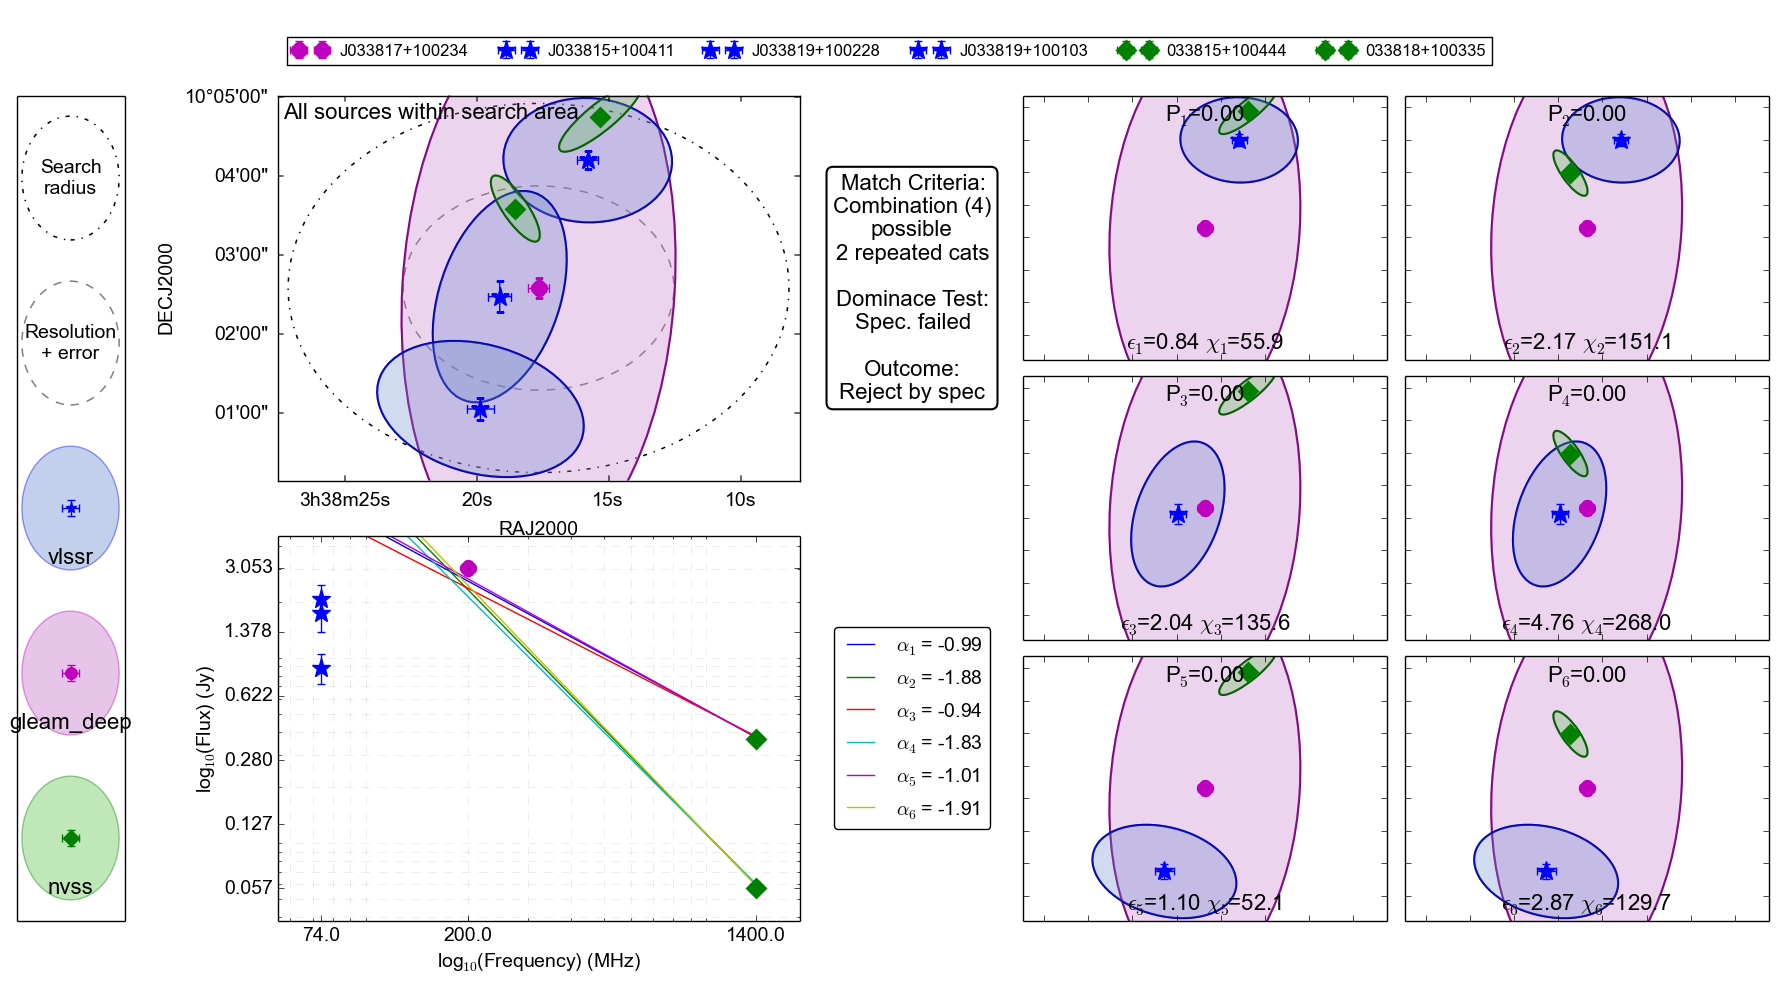 J033817+100234 J033815+100411 J033819+100228 J033819+100103 033815+100444 033818+100335
Search
radius
Resolution
+ error
vlssr
gleam_deep
nvss
All sources within search area
10°05'00"
04'00"
03'00"
02'00"
01'00"
DECJ2000
3h38m25s 20s 15s 10s
RAJ2000
Match Criteria:
Combination (4)
possible
2 repeated cats
Dominace Test:
Spec. failed
Outcome:
Reject by spec
3.053
1.378
0.622
0.280
0.127
0.057
log₁₀(Flux) (Jy)
74.0 200.0 1400.0
log₁₀(Frequency) (MHz)
α₁ = -0.99
α₂ = -1.88
α₃ = -0.94
α₄ = -1.83
α₅ = -1.01
α₆ = -1.91
P₁=0.00
ϵ₁=0.84 χ₁=55.9
P₂=0.00
ϵ₂=2.17 χ₂=151.1
P₃=0.00
ϵ₃=2.04 χ₃=135.6
P₄=0.00
ϵ₄=4.76 χ₄=268.0
P₅=0.00
ϵ₅=1.10 χ₅=52.1
P₆=0.00
ϵ₆=2.87 χ₆=129.7